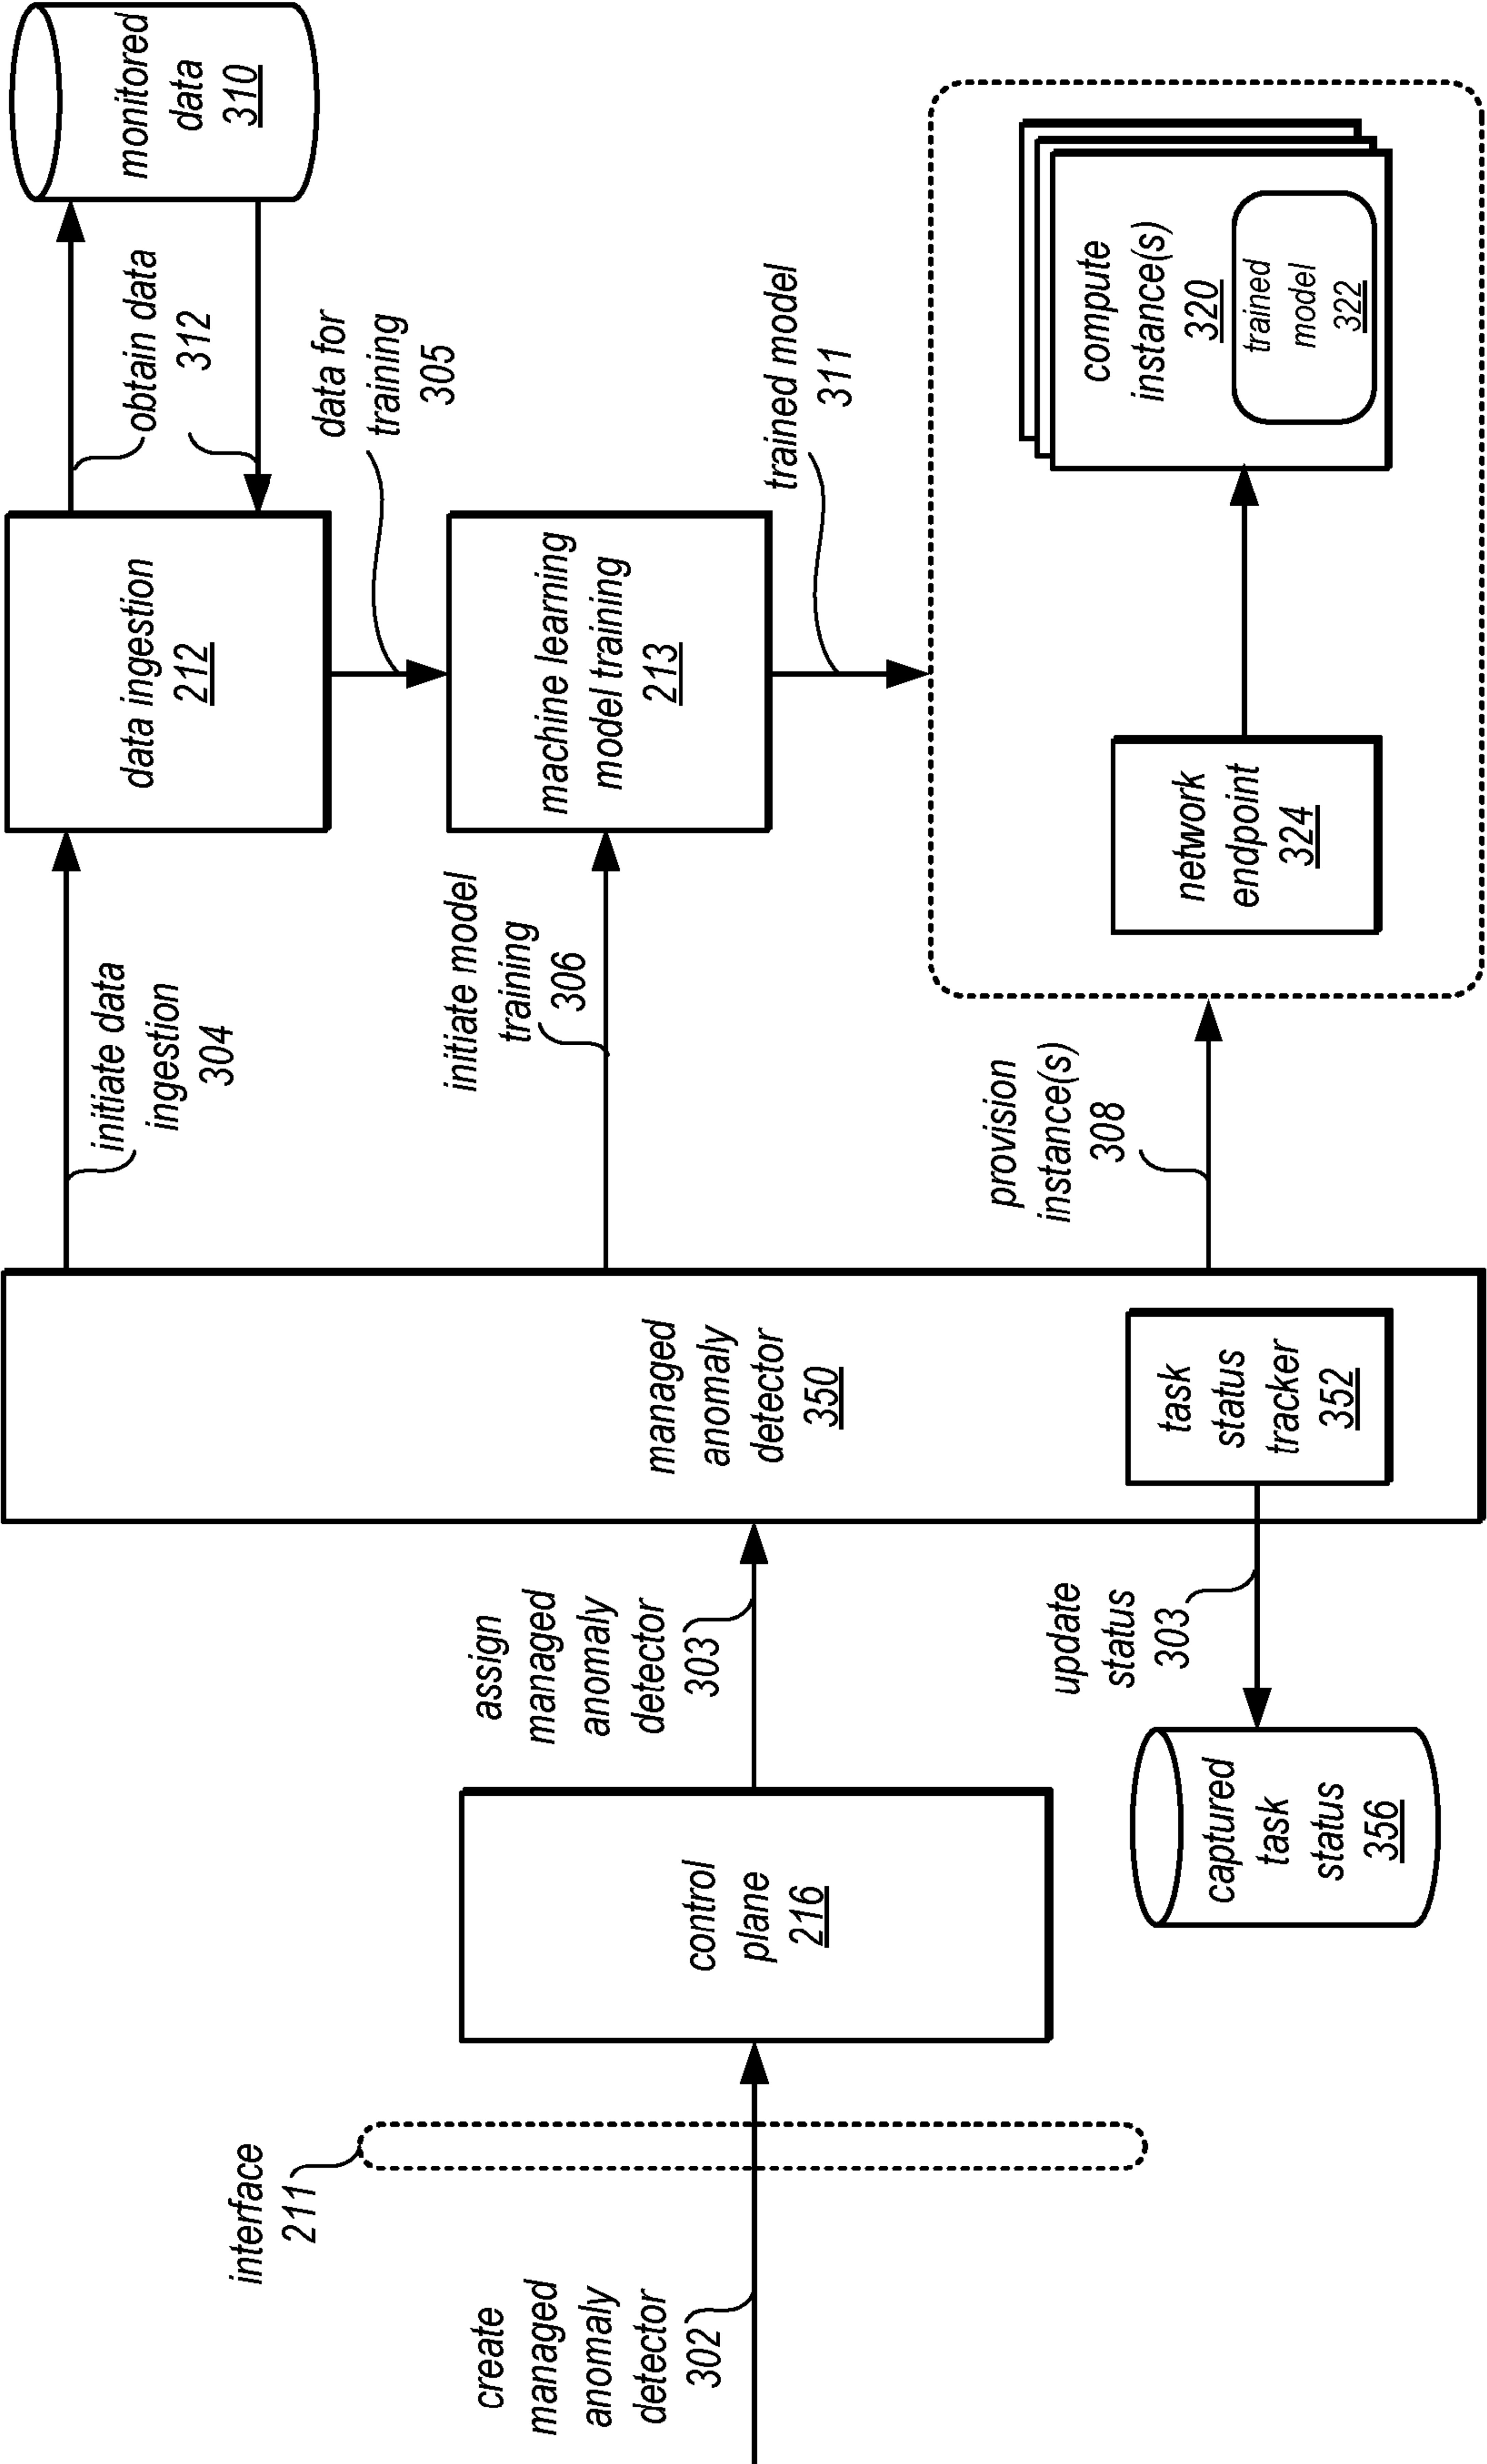 create
managed
anomaly
detector
302
interface
211
control
plane
216
assign
managed
anomaly
detector
303
managed
anomaly
detector
350
task
status
tracker
352
update
status
303
captured
task
status
356
initiate data
ingestion
304
initiate model
training
306
provision
instance(s)
308
data ingestion
212
obtain data
312
monitored
data
310
data for
training
305
machine learning
model training
213
trained model
311
network
endpoint
324
compute
instance(s)
320
trained
model
322